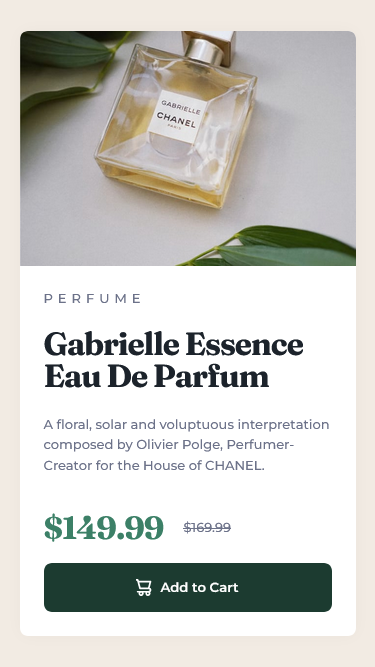 GABRIELLE
CHANEL
PARIS
PERFUME
Gabrielle Essence
Eau De Parfum
A floral, solar and voluptuous interpretation
composed by Olivier Polge, Perfumer-
Creator for the House of CHANEL.
$149.99 $169.99
Add to Cart